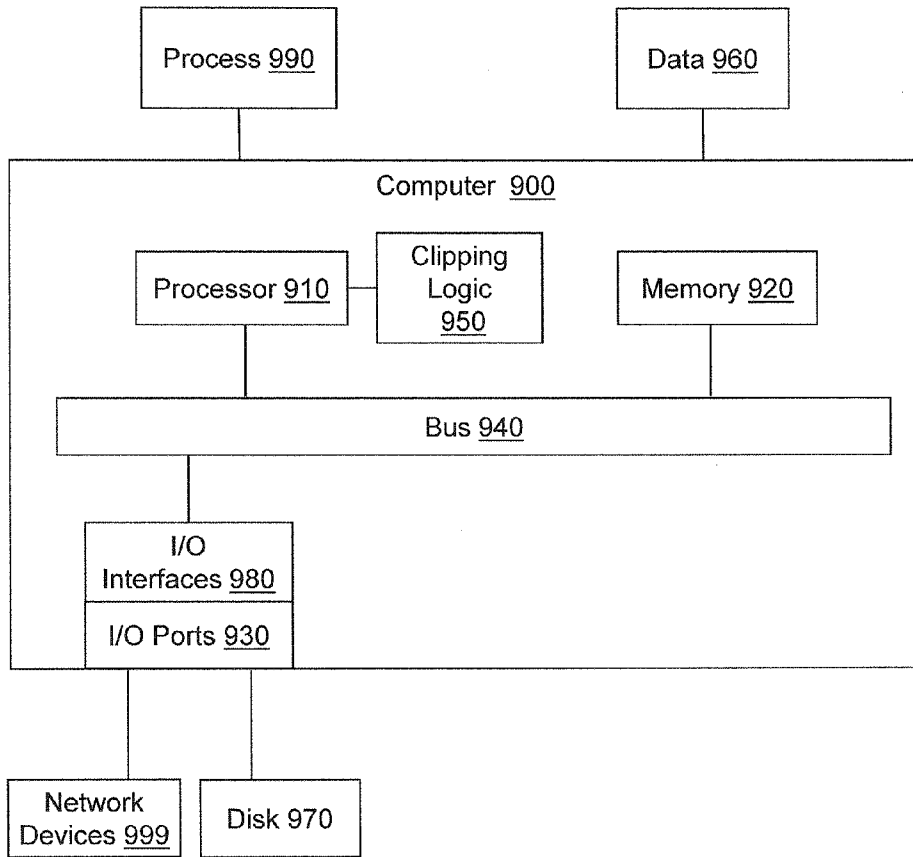 Process 990
Data 960
Computer 900
Processor 910
Clipping
Logic
950
Memory 920
Bus 940
I/O
Interfaces 980
I/O Ports 930
Network
Devices 999
Disk 970